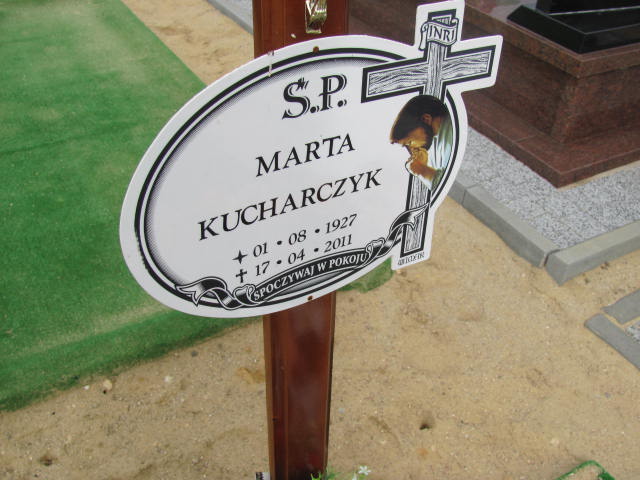 INRI
Ś.P.
MARTA
KUCHARCZYK
01 • 08 • 1927
17 • 04 • 2011
SPOCZYWAJ W POKOJU